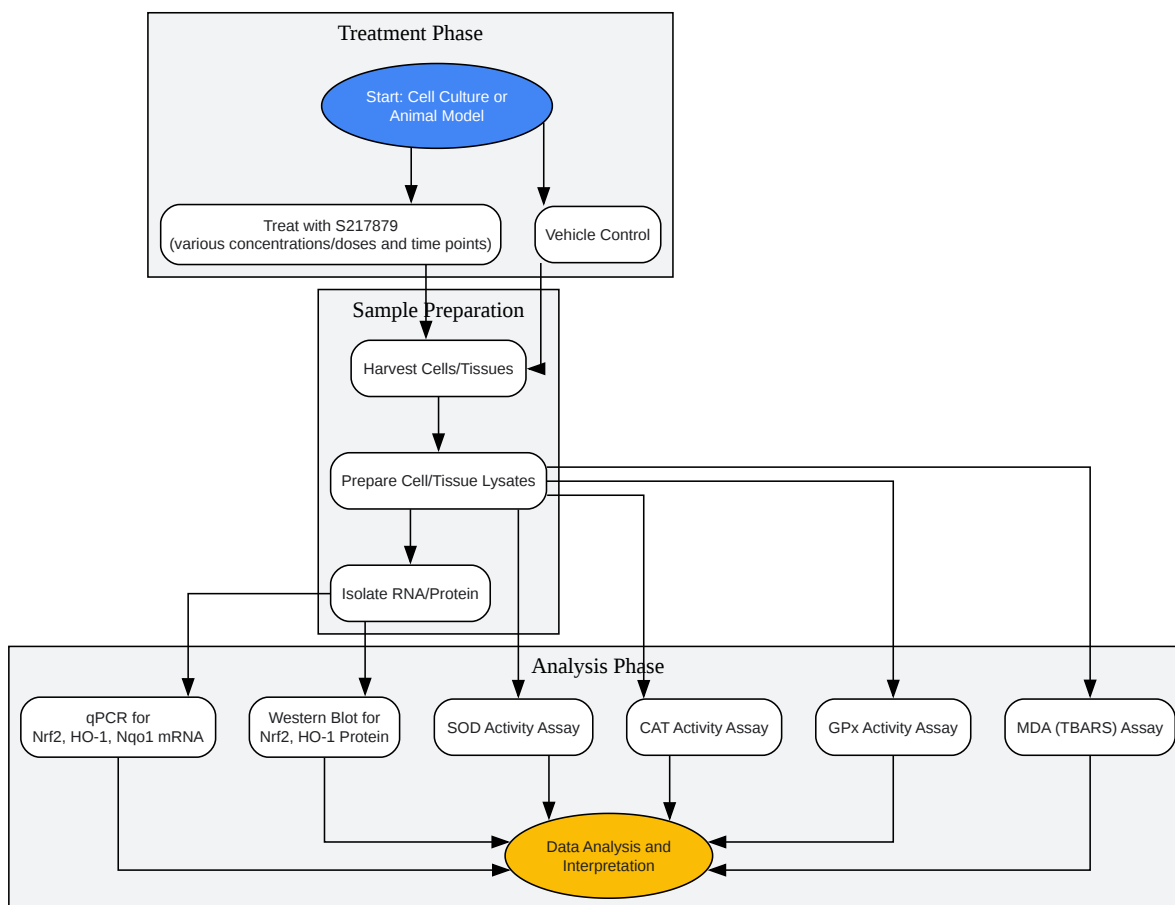 Treatment Phase
Start: Cell Culture or
Animal Model
Treat with S217879
(various concentrations/doses and time points)
Vehicle Control
Sample Preparation
Harvest Cells/Tissues
Prepare Cell/Tissue Lysates
Isolate RNA/Protein
Analysis Phase
qPCR for
Nrf2, HO-1, Nqo1 mRNA
Western Blot for
Nrf2, HO-1 Protein
SOD Activity Assay
CAT Activity Assay
GPx Activity Assay
MDA (TBARS) Assay
Data Analysis and
Interpretation